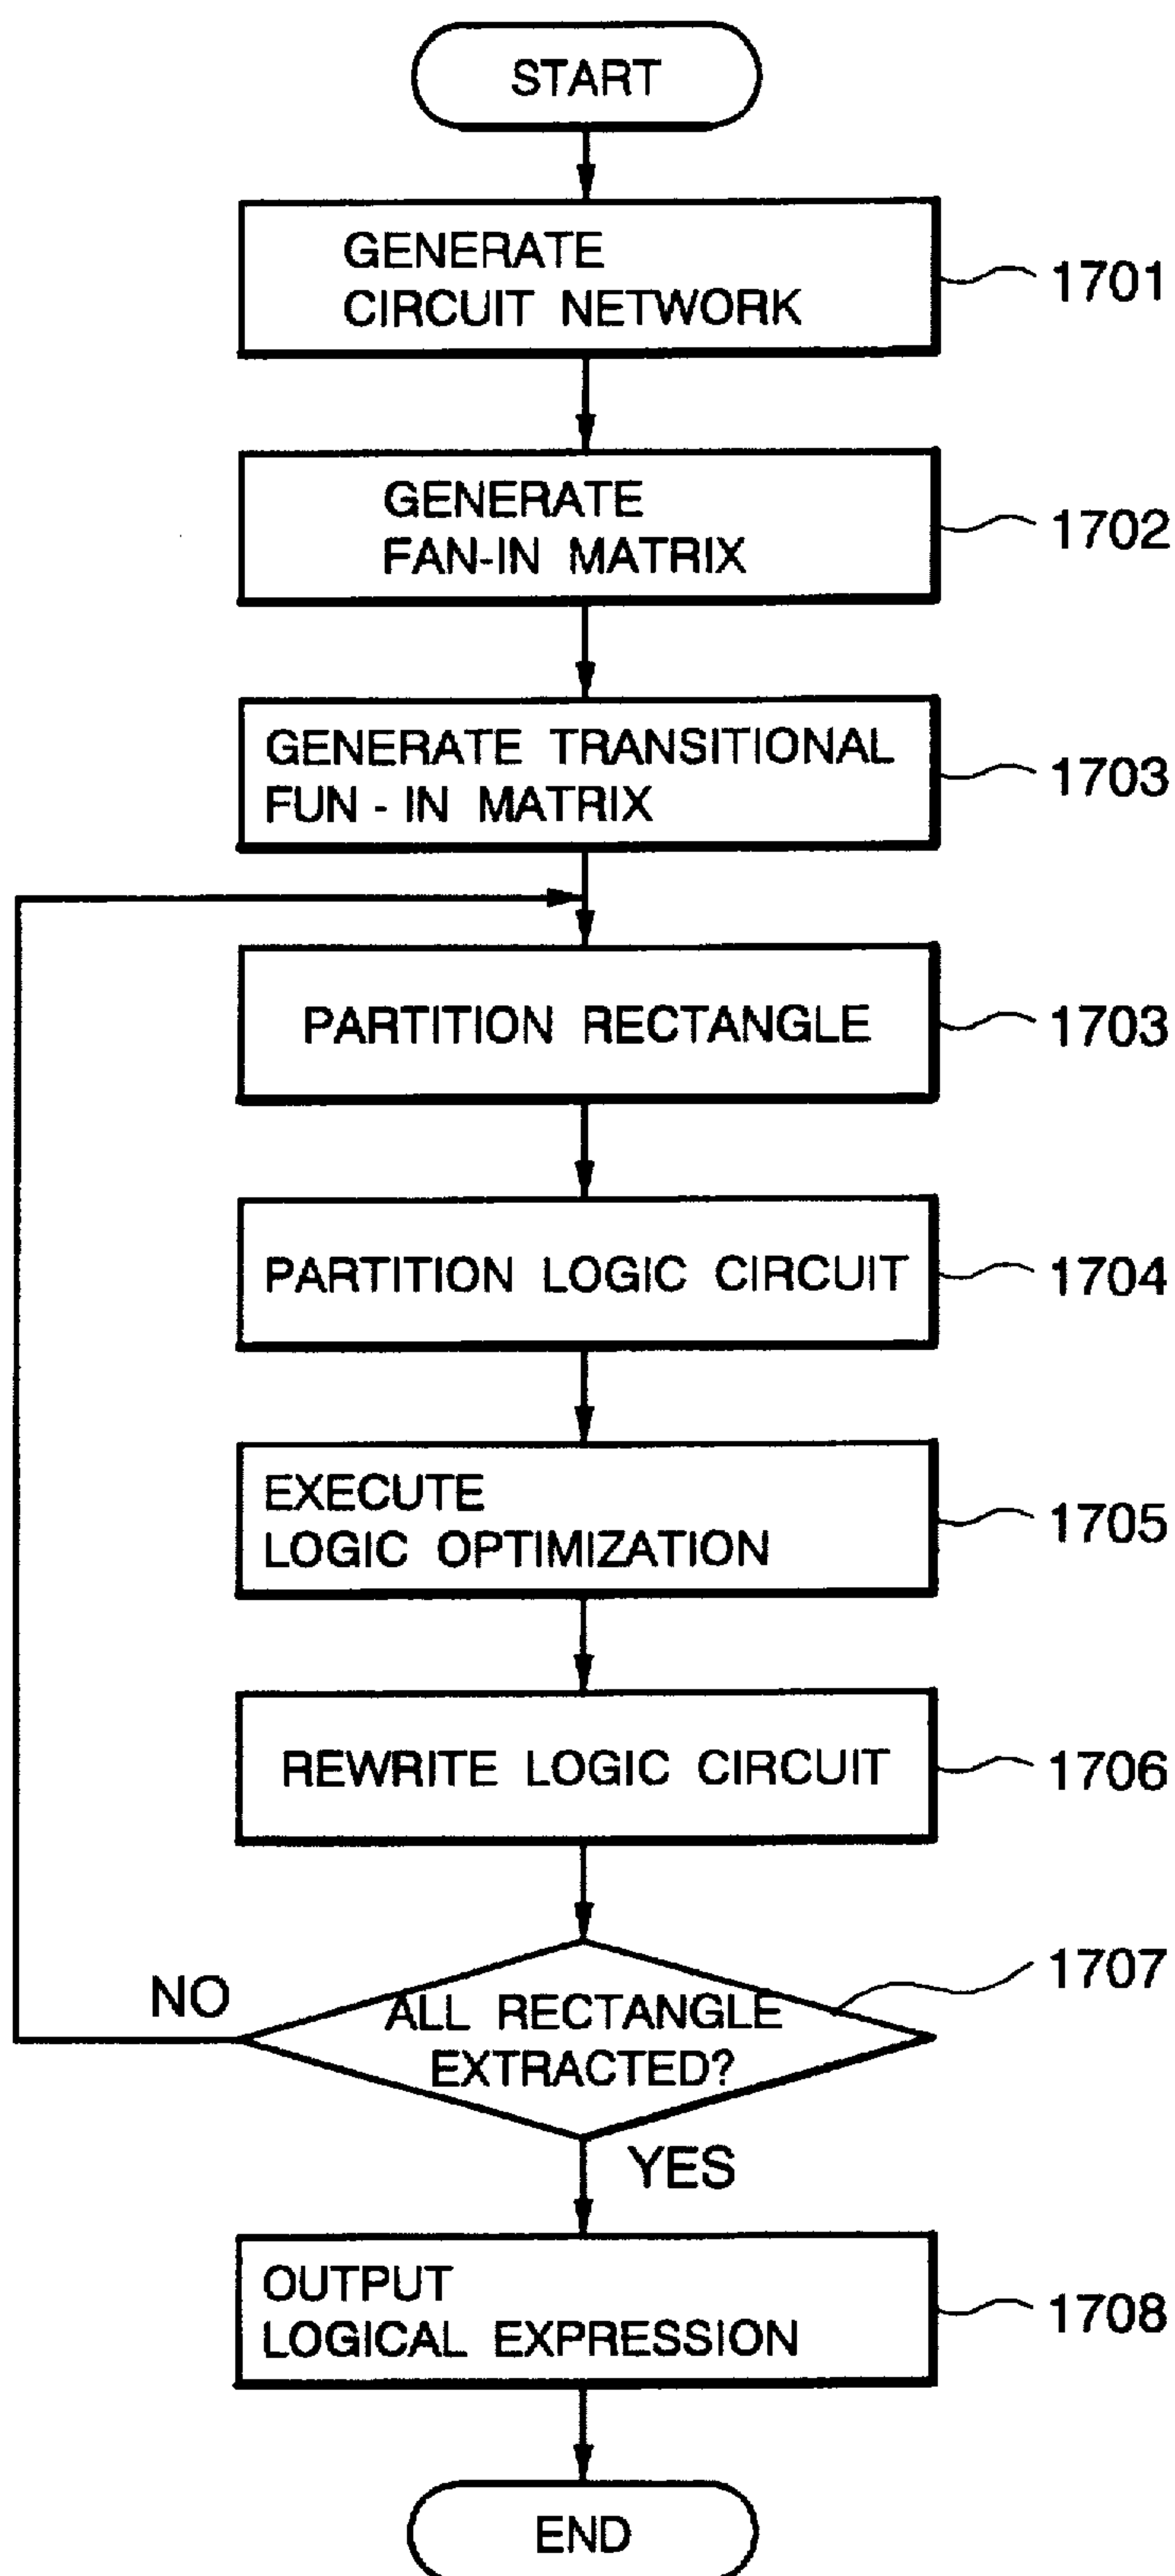 START
GENERATE
CIRCUIT NETWORK
1701
GENERATE
FAN-IN MATRIX
1702
GENERATE TRANSITIONAL
FUN - IN MATRIX
1703
PARTITION RECTANGLE
1703
PARTITION LOGIC CIRCUIT
1704
EXECUTE
LOGIC OPTIMIZATION
1705
REWRITE LOGIC CIRCUIT
1706
ALL RECTANGLE
EXTRACTED?
1707
NO
YES
OUTPUT
LOGICAL EXPRESSION
1708
END